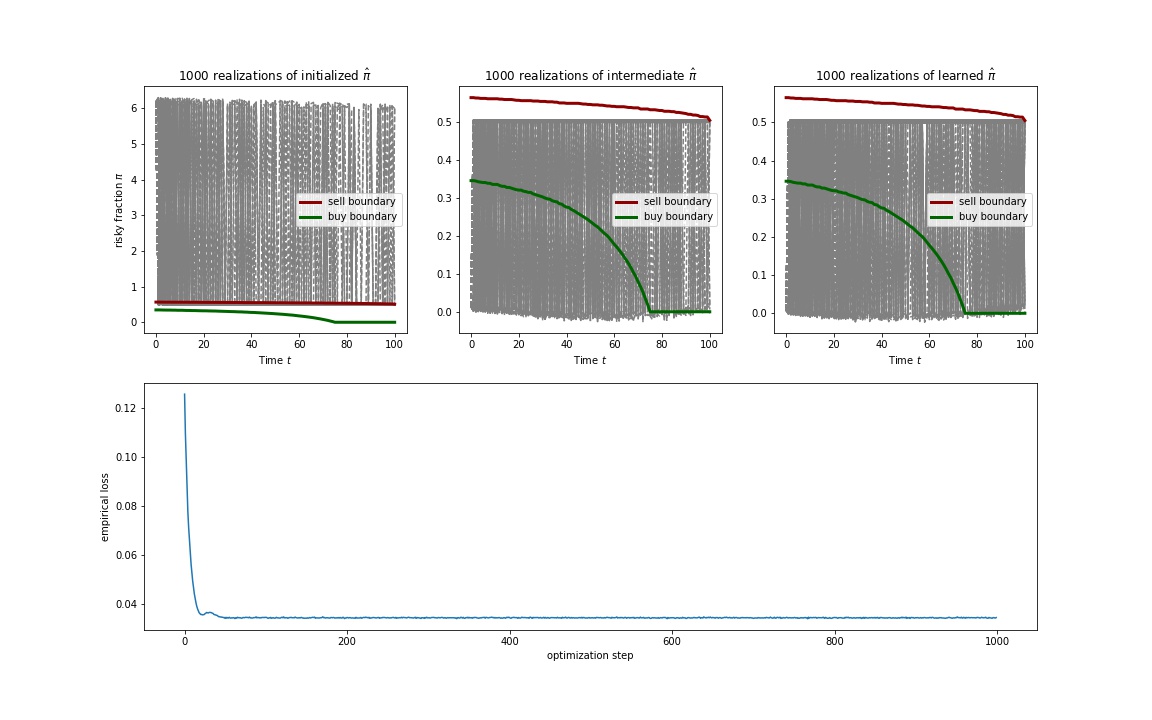 1000 realizations of initialized π̂
1000 realizations of intermediate π̂
1000 realizations of learned π̂
risky fraction π
6
5
4
3
2
1
0
sell boundary
buy boundary
0 20 40 60 80 100
Time t
0.5
0.4
0.3
0.2
0.1
0.0
sell boundary
buy boundary
0 20 40 60 80 100
Time t
0.5
0.4
0.3
0.2
0.1
0.0
sell boundary
buy boundary
0 20 40 60 80 100
Time t
empirical loss
0.12
0.10
0.08
0.06
0.04
0 200 400 600 800 1000
optimization step